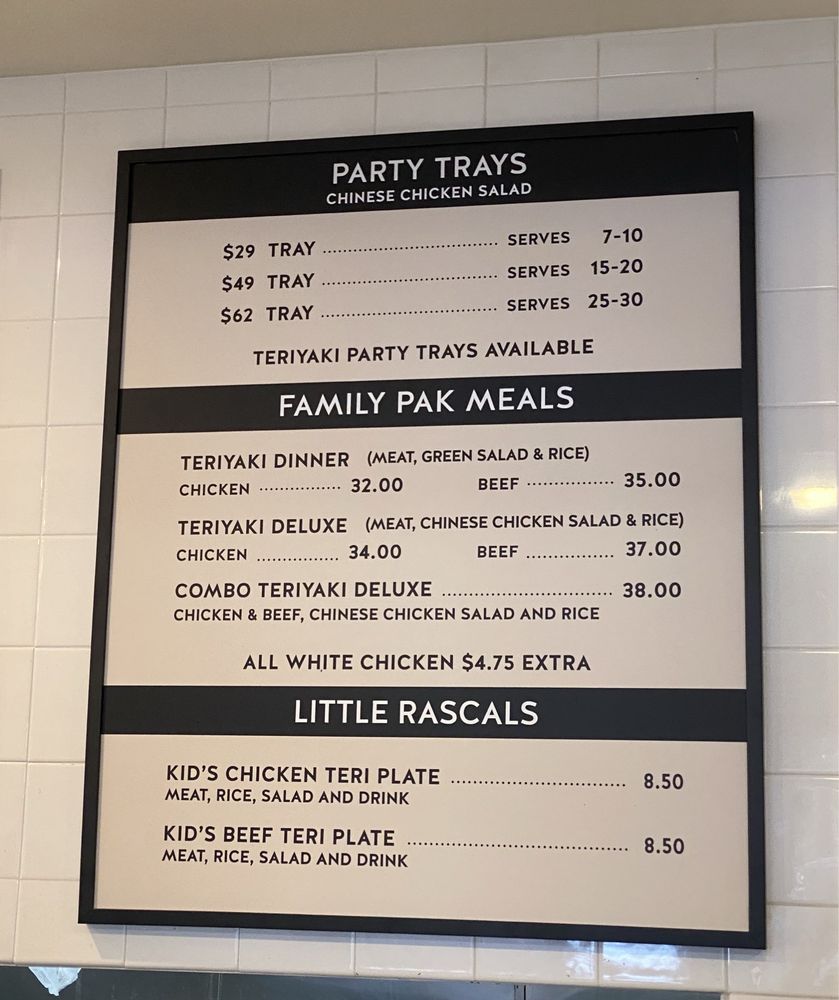 PARTY TRAYS
CHINESE CHICKEN SALAD
$29 TRAY ........................................ SERVES 7-10
$49 TRAY ........................................ SERVES 15-20
$62 TRAY ........................................ SERVES 25-30
TERIYAKI PARTY TRAYS AVAILABLE
FAMILY PAK MEALS
TERIYAKI DINNER (MEAT, GREEN SALAD & RICE)
CHICKEN ................ 32.00 BEEF ................ 35.00
TERIYAKI DELUXE (MEAT, CHINESE CHICKEN SALAD & RICE)
CHICKEN ................ 34.00 BEEF ................ 37.00
COMBO TERIYAKI DELUXE ................................ 38.00
CHICKEN & BEEF, CHINESE CHICKEN SALAD AND RICE
ALL WHITE CHICKEN $4.75 EXTRA
LITTLE RASCALS
KID'S CHICKEN TERI PLATE ................................ 8.50
MEAT, RICE, SALAD AND DRINK
KID'S BEEF TERI PLATE ........................................ 8.50
MEAT, RICE, SALAD AND DRINK